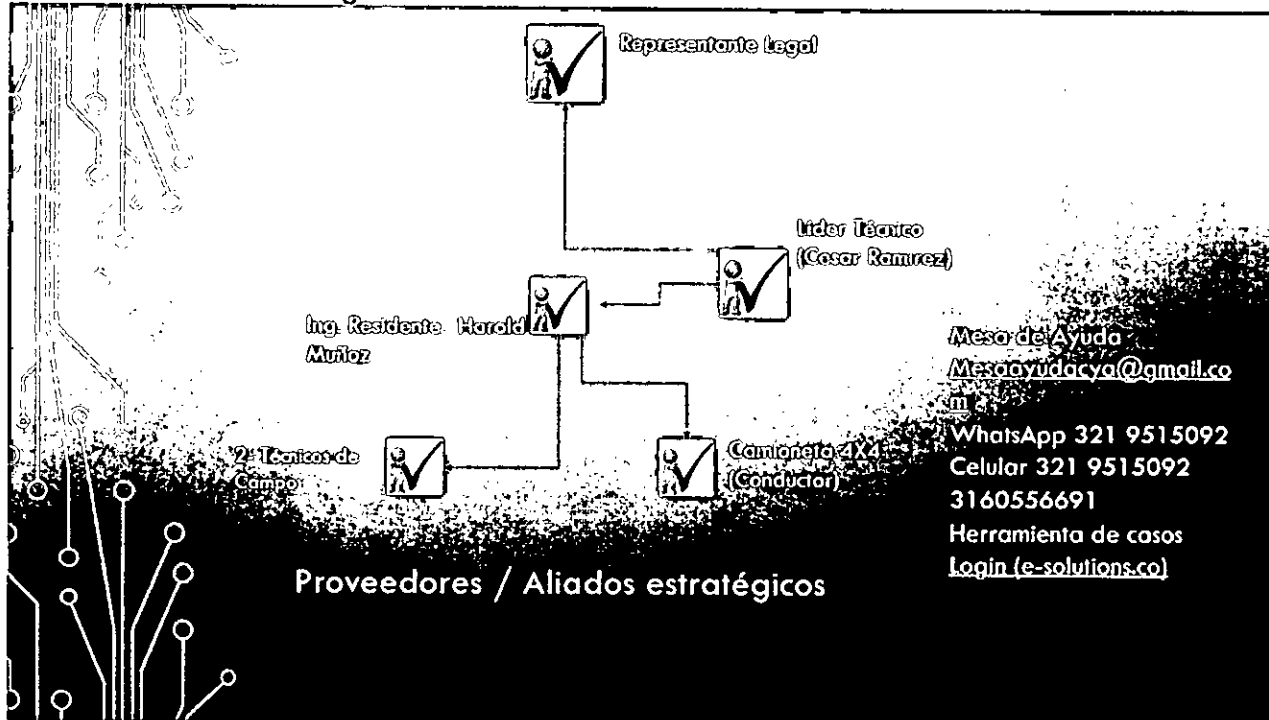 Representante Legal
Líder Técnico
(Cesar Ramirez)
Ing. Residente Harold
Muñoz
Mesa de Ayuda
Mesaayudacya@gmail.co
m
WhatsApp 321 9515092
Celular 321 9515092
3160556691
Herramienta de casos
Login (e-solutions.co)
2 Técnicos de
Campo
Camioneta 4X4
(Conductor)
Proveedores / Aliados estratégicos